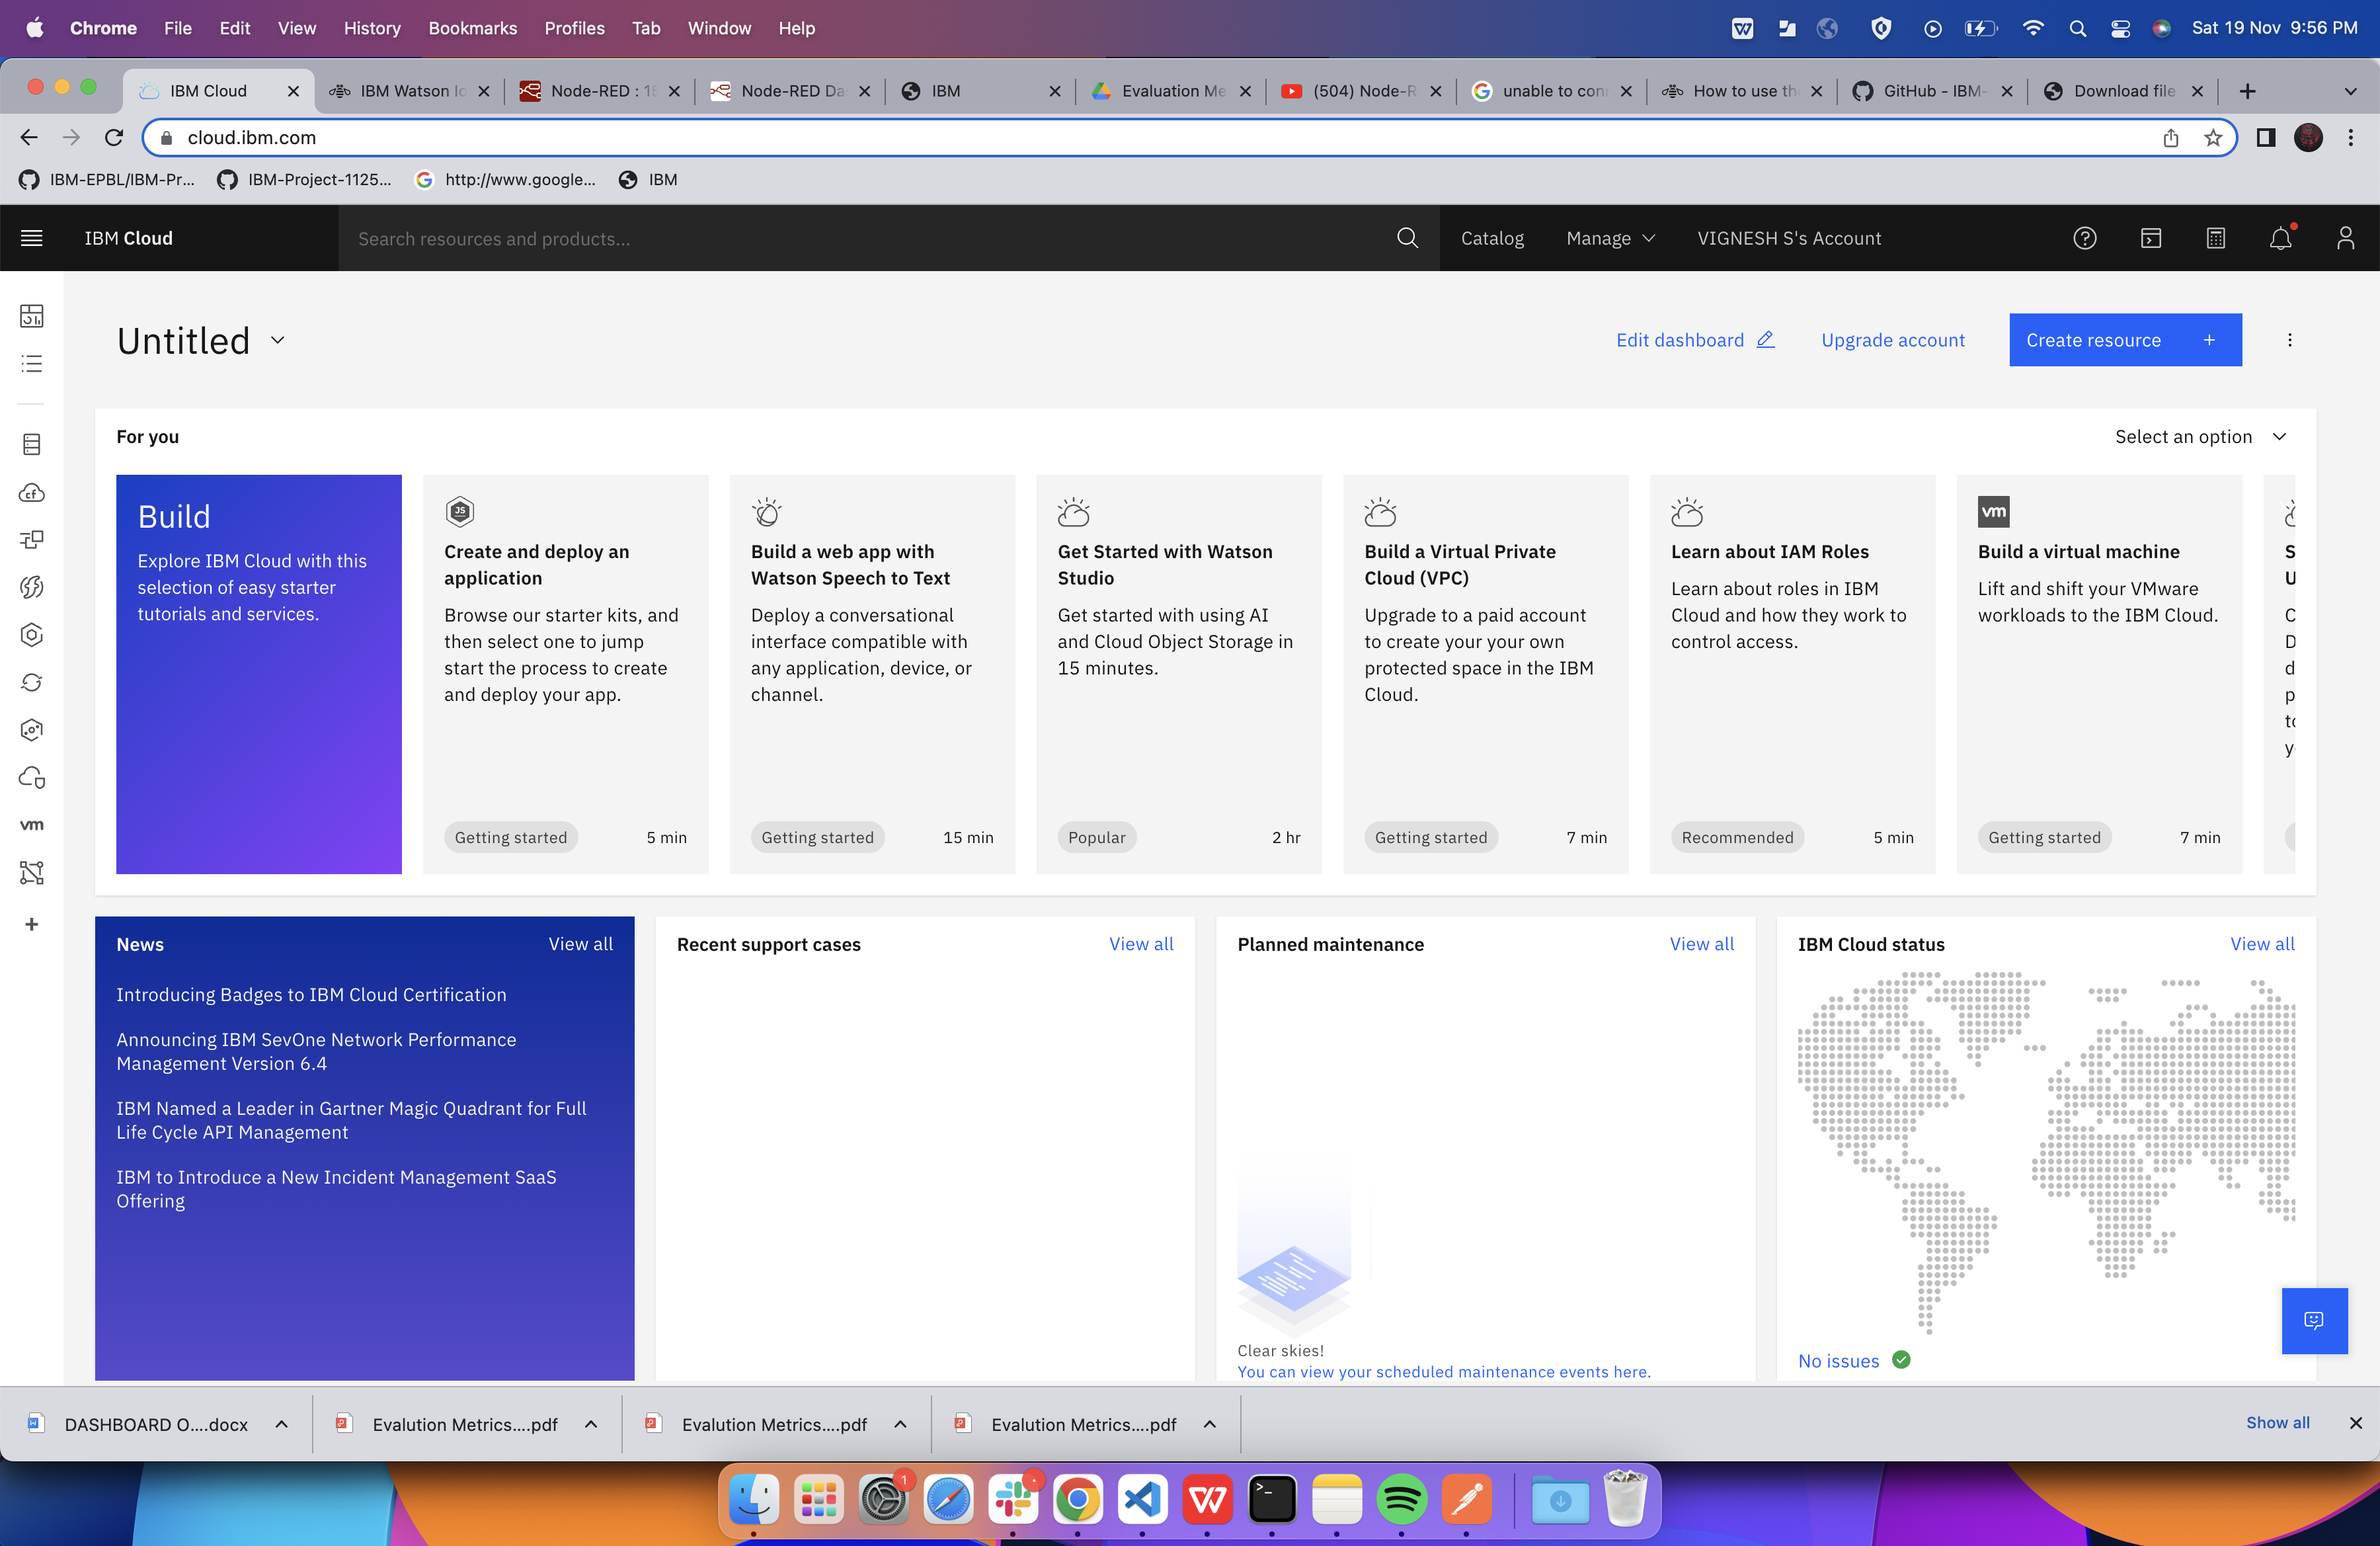 Chrome File Edit View History Bookmarks Profiles Tab Window Help Sat 19 Nov 9:56 PM
IBM Cloud IBM Watson Io Node-RED : 15 Node-RED Da IBM Evaluation Me (504) Node-R unable to con How to use th GitHub - IBM- Download file
cloud.ibm.com
IBM-EPBL/IBM-Pr... IBM-Project-1125... http://www.google... IBM
IBM Cloud Search resources and products... Catalog Manage VIGNESH S's Account
Untitled Edit dashboard Upgrade account Create resource +
For you Select an option
Build
Explore IBM Cloud with this
selection of easy starter
tutorials and services.
JS
Create and deploy an
application
Browse our starter kits, and
then select one to jump
start the process to create
and deploy your app.
Getting started 5 min
Build a web app with
Watson Speech to Text
Deploy a conversational
interface compatible with
any application, device, or
channel.
Getting started 15 min
Get Started with Watson
Studio
Get started with using AI
and Cloud Object Storage in
15 minutes.
Popular 2 hr
Build a Virtual Private
Cloud (VPC)
Upgrade to a paid account
to create your your own
protected space in the IBM
Cloud.
Getting started 7 min
Learn about IAM Roles
Learn about roles in IBM
Cloud and how they work to
control access.
Recommended 5 min
vm
Build a virtual machine
Lift and shift your VMware
workloads to the IBM Cloud.
Getting started 7 min
S
U
C
D
d
p
to
y
cf
vm
News View all
Introducing Badges to IBM Cloud Certification
Announcing IBM SevOne Network Performance
Management Version 6.4
IBM Named a Leader in Gartner Magic Quadrant for Full
Life Cycle API Management
IBM to Introduce a New Incident Management SaaS
Offering
Recent support cases View all
Planned maintenance View all
Clear skies!
You can view your scheduled maintenance events here.
IBM Cloud status View all
No issues
DASHBOARD O....docx Evalution Metrics....pdf Evalution Metrics....pdf Evalution Metrics....pdf Show all
1